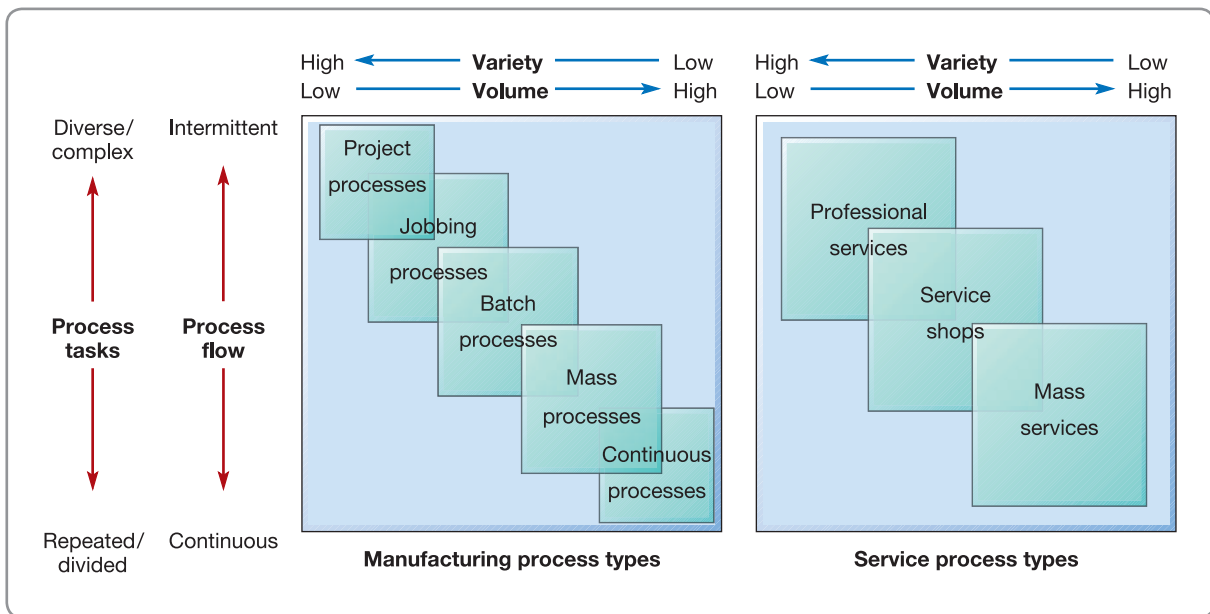 High Variety Low
Low Volume High
High Variety Low
Low Volume High
Diverse/
complex
Intermittent
Process
tasks
Process
flow
Repeated/
divided
Continuous
Project
processes
Jobbing
processes
Batch
processes
Mass
processes
Continuous
processes
Manufacturing process types
Professional
services
Service
shops
Mass
services
Service process types